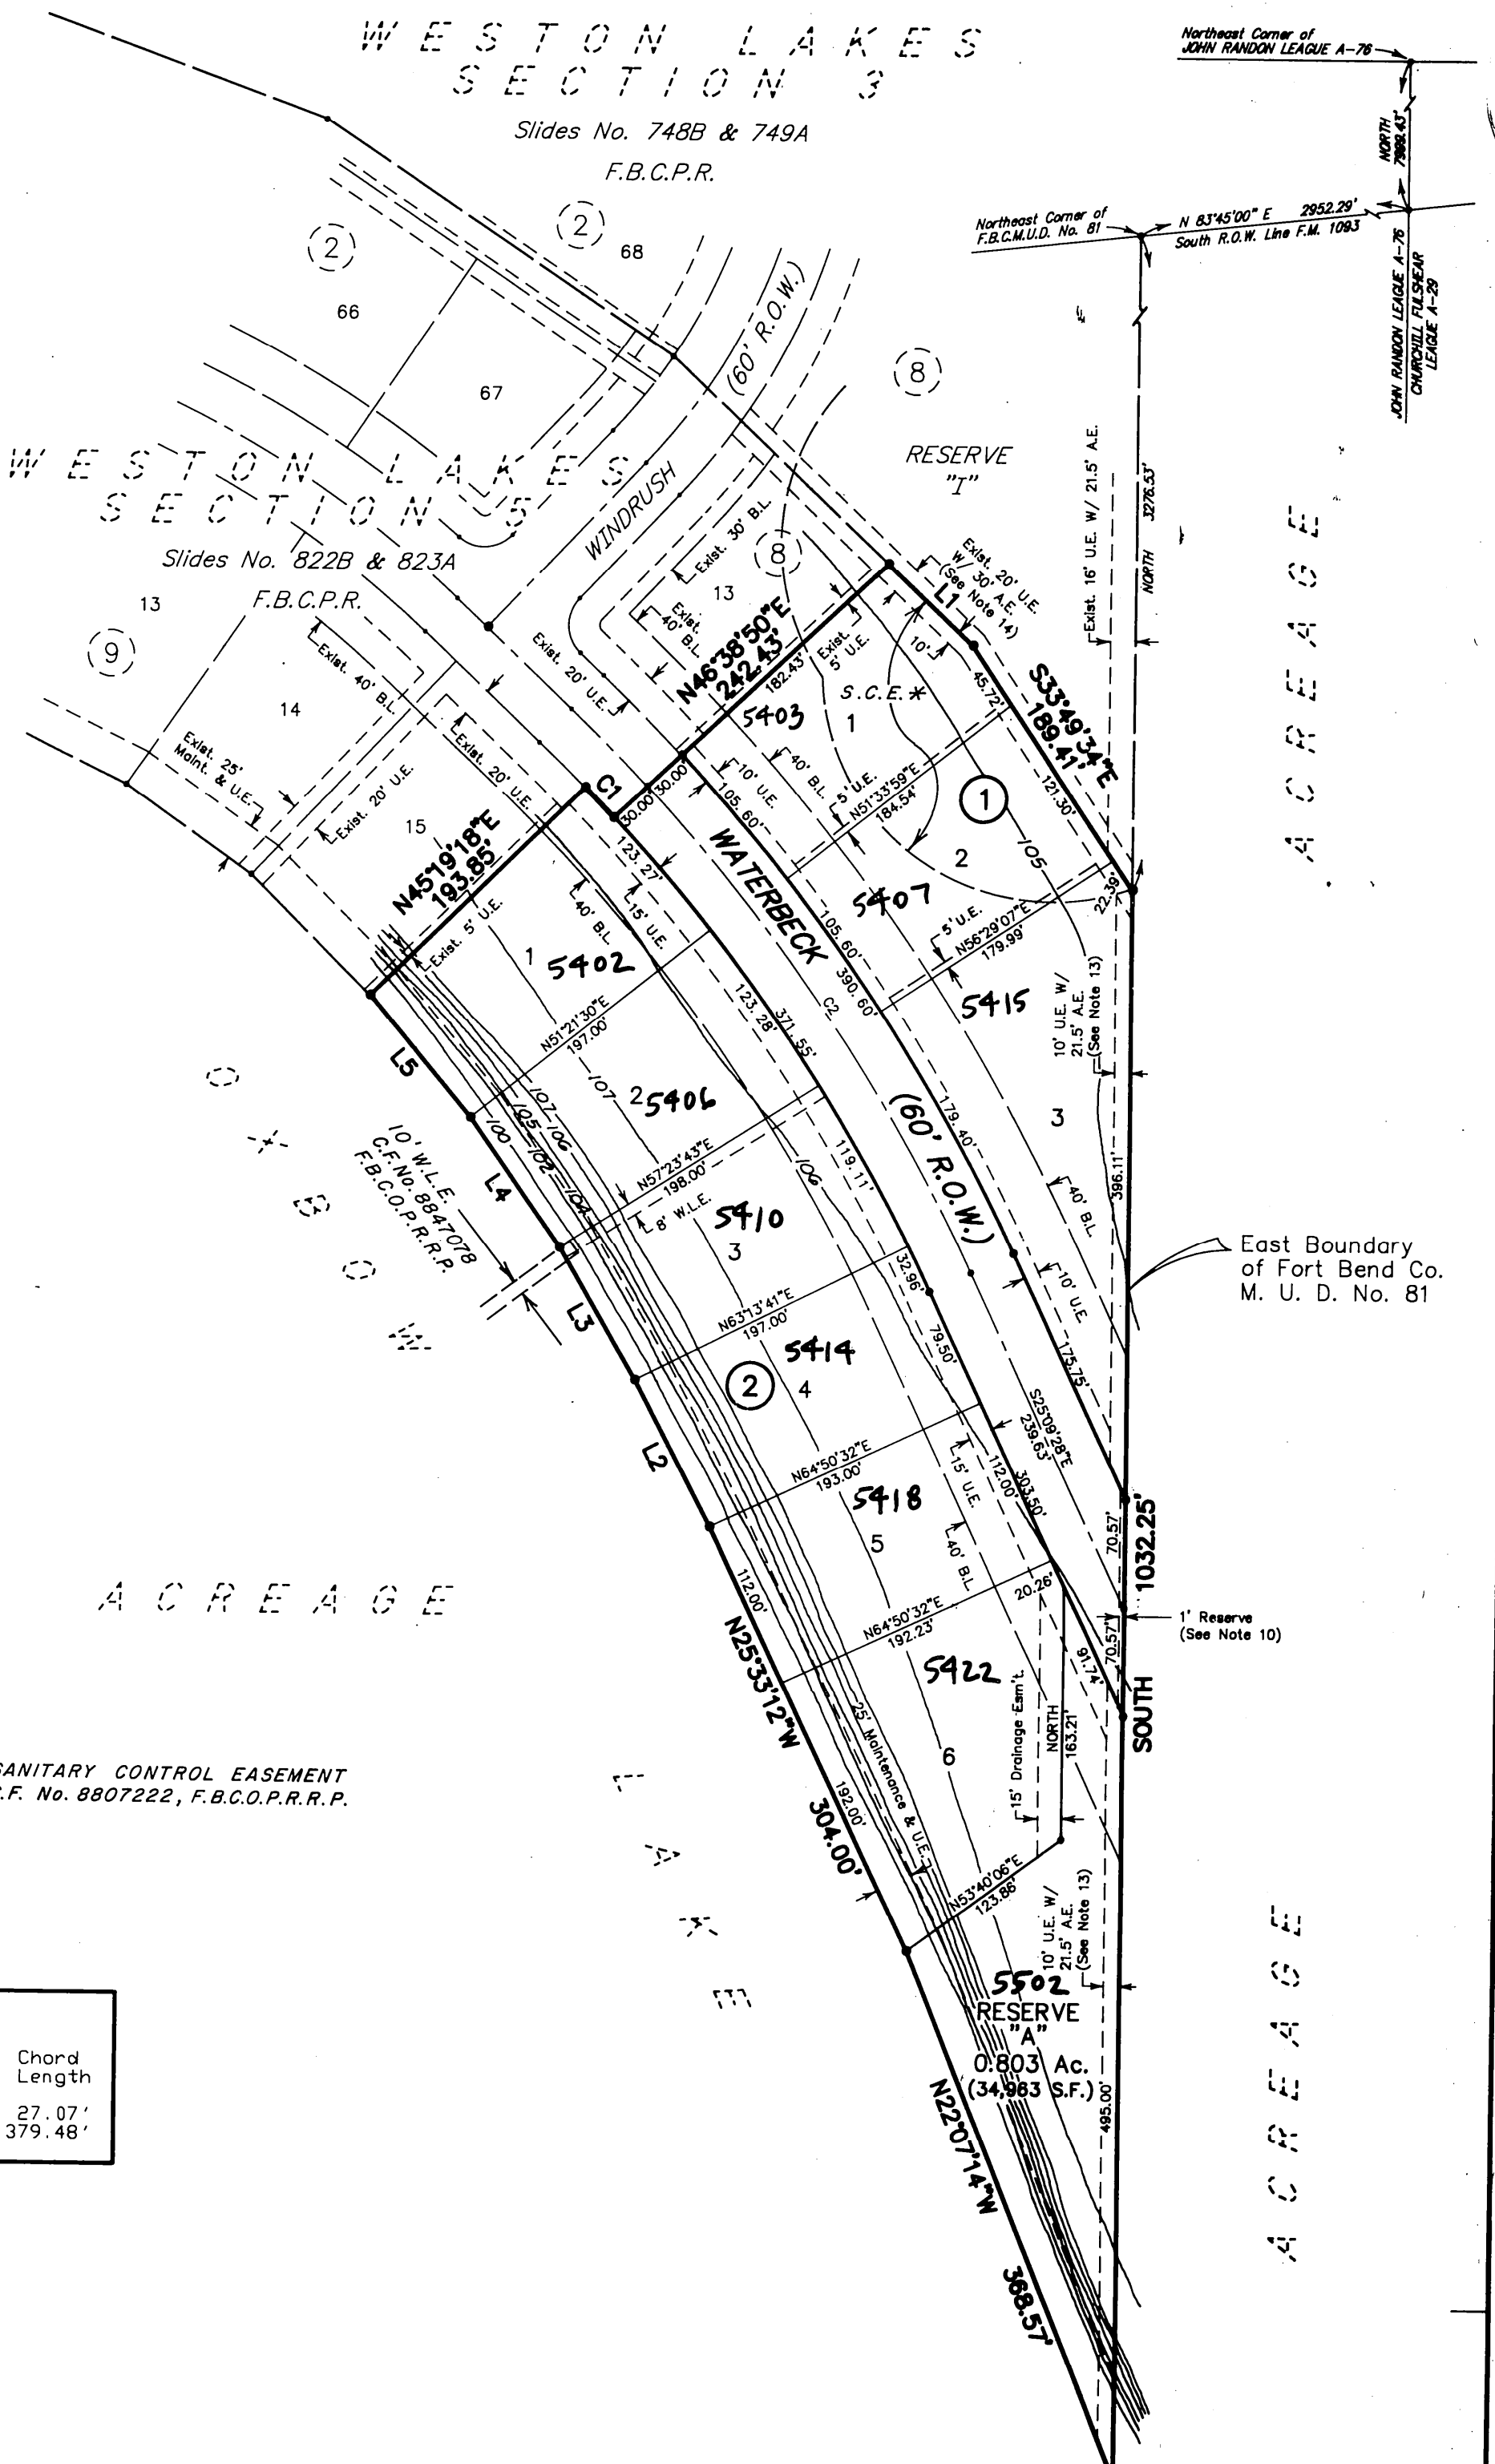 WESTON LAKES
SECTION 3
Slides No. 748B & 749A
F.B.C.P.R.
Northeast Corner of
JOHN RANDON LEAGUE A-76
NORTH
7989.43'
Northeast Corner of
F.B.C.M.U.D. No. 81
N 83°45'00" E 2952.29'
South R.O.W. Line F.M. 1093
JOHN RANDON LEAGUE A-76
CHURCHILL FULSHEAR
LEAGUE A-29
2
2
68
66
67
(60' R.O.W.)
WINDRUSH
8
RESERVE
"I"
Exist. 16' U.E. W/ 21.5' A.E.
NORTH 3276.53'
ACREAGE
WESTON LAKES
SECTION 5
Slides No. 822B & 823A
F.B.C.P.R.
13
9
14
15
Exist. 40' B.L.
Exist. 25'
Maint. & U.E.
Exist. 20' U.E.
Exist. 20' U.E.
Exist. 20' U.E.
Exist. 30' B.L.
8
13
Exist.
40' B.L.
Exist. 20' U.E.
W/ 30' A.E.
(See Note 14)
L1
N46°38'50"E
242.43'
182.43'
Exist.
5' U.E.
10'
S.C.E.*
5403
1
45.72'
S33°49'34"E
189.41'
121.30'
22.39'
C1
30.00'
30.00'
N45°19'18"E
193.85'
Exist. 5' U.E.
10' U.E.
40' B.L.
5' U.E.
N51°33'59"E
184.54'
1
105
2
5407
105.60'
WATERBECK
(60' R.O.W.)
105.60'
390.60'
C2
5' U.E.
N56°29'07"E
179.99'
5415
10' U.E. W/
21.5' A.E.
(See Note 13)
3
396.11'
179.40'
40' B.L.
10' U.E.
175.75'
East Boundary
of Fort Bend Co.
M. U. D. No. 81
123.27'
15' U.E.
40' B.L.
1
5402
N51°21'30"E
197.00'
123.28'
371.55'
2
5406
107
107
106
105
102
104
100
106
N57°23'43"E
198.00'
8' W.L.E.
119.11'
5410
3
32.96'
N63°13'41"E
197.00'
79.50'
5414
2
4
S25°09'28"E
239.63'
N64°50'32"E
193.00'
5418
5
15' U.E.
40' B.L.
112.00'
303.50'
20.26'
N64°50'32"E
192.23'
5422
6
L5
L4
L3
L2
10' W.L.E.
C.F. No. 8847078
F.B.C.O.P.R.R.P.
OXBOW
LAKE
ACREAGE
112.00'
N25°33'12"W
304.00'
192.00'
25' Maintenance & U.E.
15' Drainage Esm't.
NORTH
163.21'
91.74'
70.57'
70.57'
SOUTH 1032.25'
1' Reserve
(See Note 10)
N53°40'06"E
123.86'
10' U.E. W/
21.5' A.E.
(See Note 13)
5502
RESERVE
"A"
0.803 Ac.
(34,963 S.F.)
495.00'
N22°07'14"W
368.57'
ACREAGE
SANITARY CONTROL EASEMENT
.F. No. 8807222, F.B.C.O.P.R.R.P.
Chord
Length
27.07'
379.48'